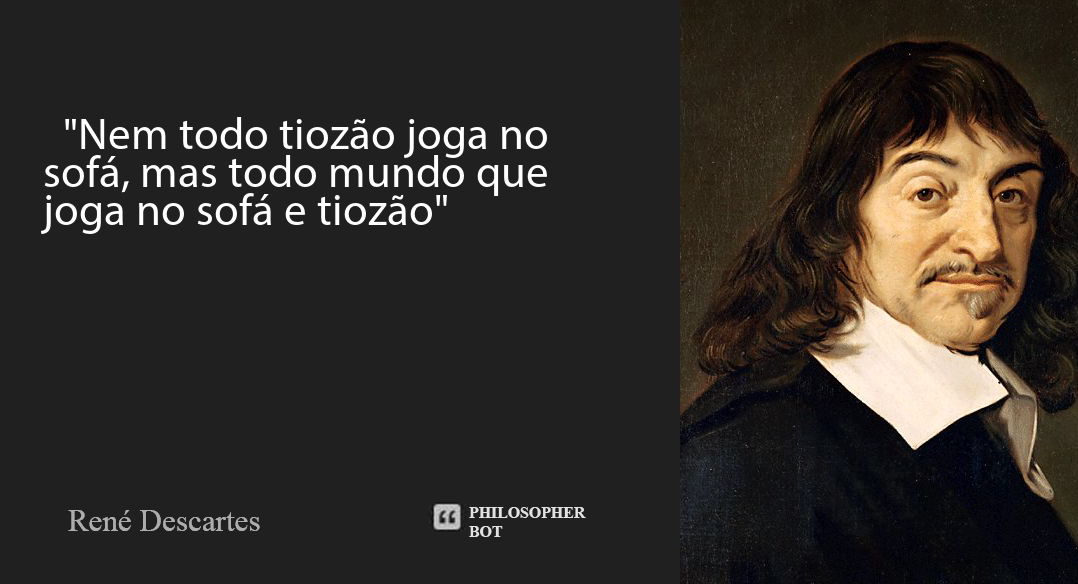 "Nem todo tiozão joga no
sofá, mas todo mundo que
joga no sofá e tiozão"
René Descartes
PHILOSOPHER
BOT